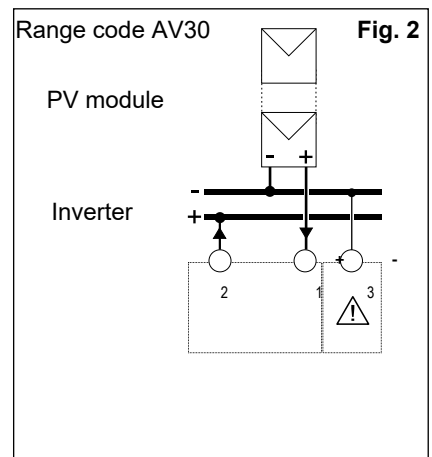 Range code AV30 Fig. 2
PV module
- +
-
Inverter
+
+ -
2 1 3
!